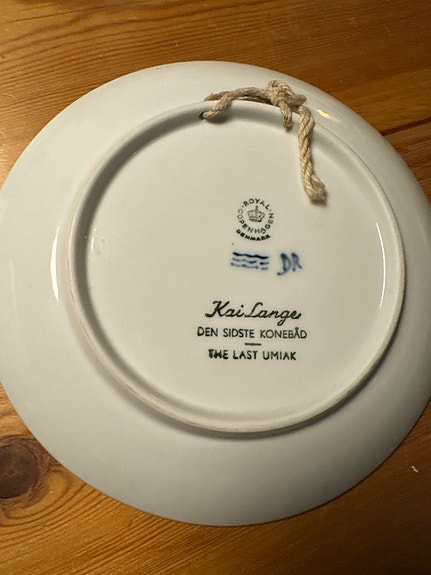 ROYAL
COPENHAGEN
DENMARK
DR
Kai Lange
DEN SIDSTE KONEBÅD
THE LAST UMIAK